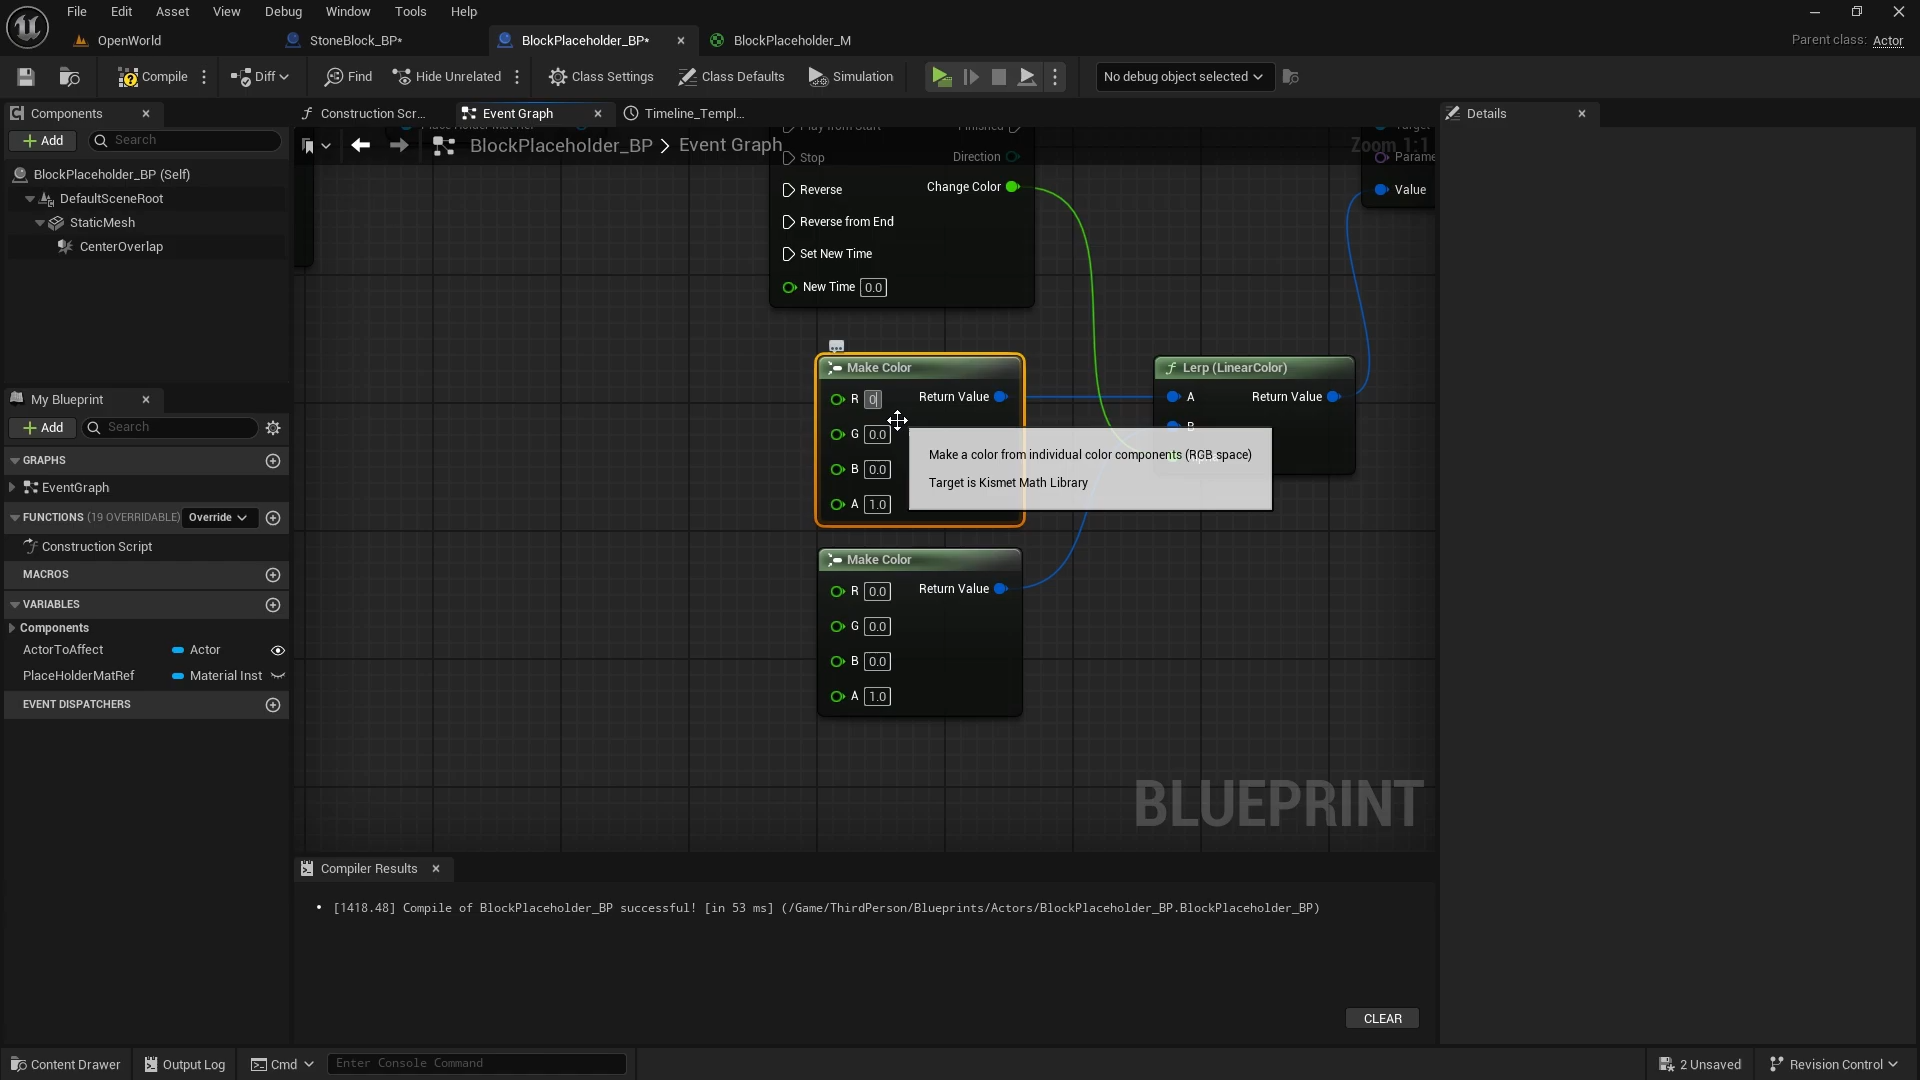 File Edit Asset View Debug Window Tools Help
OpenWorld StoneBlock_BP* BlockPlaceholder_BP* BlockPlaceholder_M Parent class: Actor
Compile Diff Find Hide Unrelated Class Settings Class Defaults Simulation No debug object selected
Components Construction Scr... Event Graph Timeline_Templ... Details
Add Search
BlockPlaceholder_BP > Event Graph Zoom 1:1
BlockPlaceholder_BP (Self)
DefaultSceneRoot
StaticMesh
CenterOverlap
Play from Start Finished
Stop Direction
Reverse Change Color
Reverse from End
Set New Time
New Time 0.0
Target
Parame
Value
Make Color
R 0 Return Value
G 0.0
B 0.0
A 1.0
Lerp (LinearColor)
A Return Value
B
Make a color from individual color components (RGB space)
Target is Kismet Math Library
Make Color
R 0.0 Return Value
G 0.0
B 0.0
A 1.0
BLUEPRINT
My Blueprint
Add Search
GRAPHS
EventGraph
FUNCTIONS (19 OVERRIDABLE) Override
Construction Script
MACROS
VARIABLES
Components
ActorToAffect Actor
PlaceHolderMatRef Material Inst
EVENT DISPATCHERS
Compiler Results
• [1418.48] Compile of BlockPlaceholder_BP successful! [in 53 ms] (/Game/ThirdPerson/Blueprints/Actors/BlockPlaceholder_BP.BlockPlaceholder_BP)
CLEAR
Content Drawer Output Log Cmd Enter Console Command 2 Unsaved Revision Control